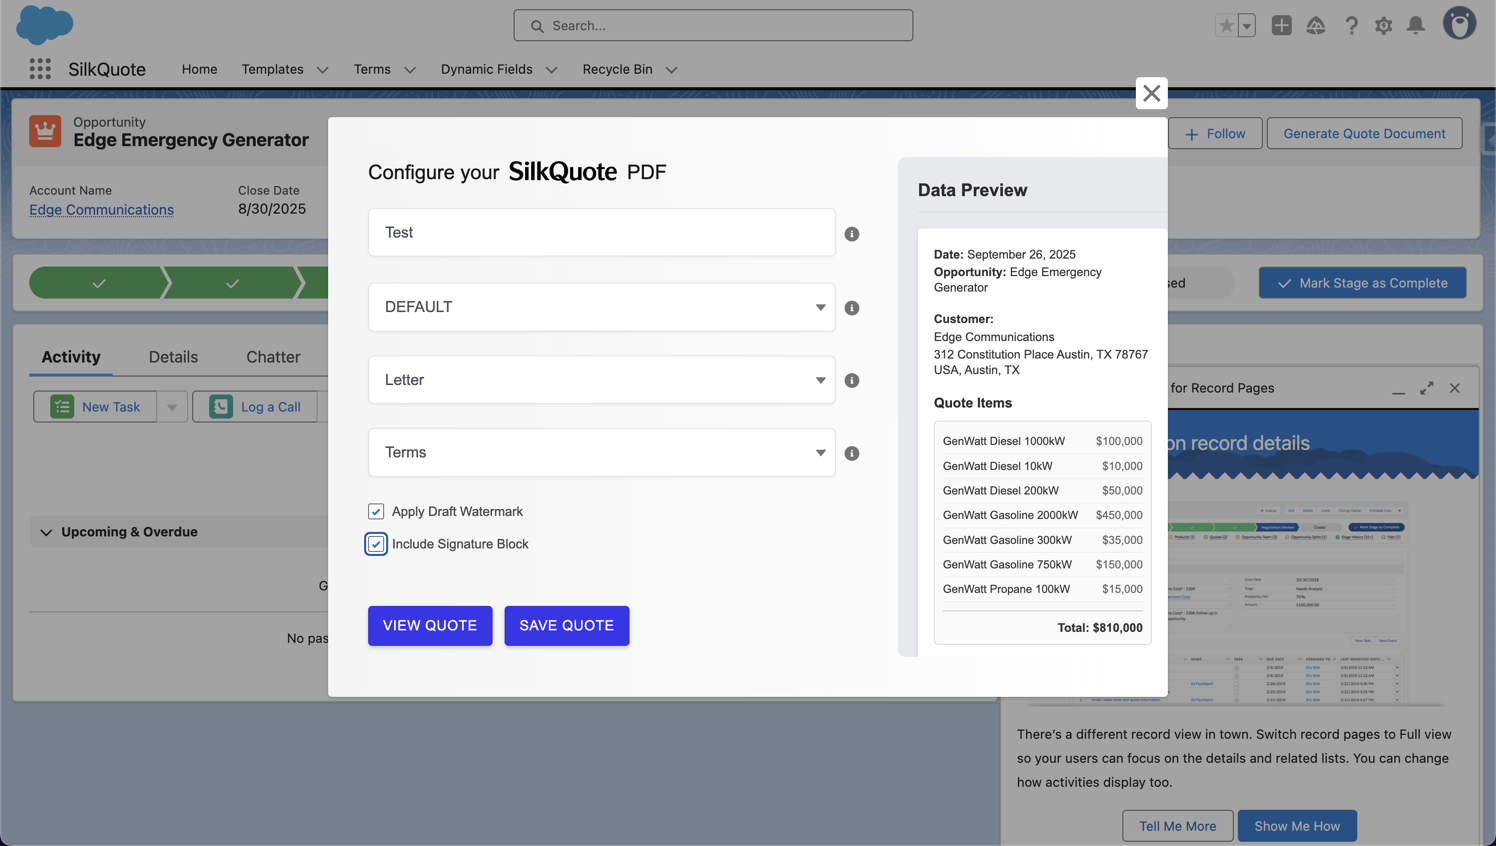 Search...
SilkQuote
Home
Templates
Terms
Dynamic Fields
Recycle Bin
Opportunity
Edge Emergency Generator
Follow
Generate Quote Document
Account Name
Edge Communications
Close Date
8/30/2025
sed
Mark Stage as Complete
Activity
Details
Chatter
New Task
Log a Call
Upcoming & Overdue
G
No pas
Configure your SilkQuote PDF
Test
DEFAULT
Letter
Terms
Apply Draft Watermark
Include Signature Block
VIEW QUOTE
SAVE QUOTE
Data Preview
Date: September 26, 2025
Opportunity: Edge Emergency
Generator
Customer:
Edge Communications
312 Constitution Place Austin, TX 78767
USA, Austin, TX
Quote Items
GenWatt Diesel 1000kW $100,000
GenWatt Diesel 10kW $10,000
GenWatt Diesel 200kW $50,000
GenWatt Gasoline 2000kW $450,000
GenWatt Gasoline 300kW $35,000
GenWatt Gasoline 750kW $150,000
GenWatt Propane 100kW $15,000
Total: $810,000
for Record Pages
on record details
There's a different record view in town. Switch record pages to Full view
so your users can focus on the details and related lists. You can change
how activities display too.
Tell Me More
Show Me How